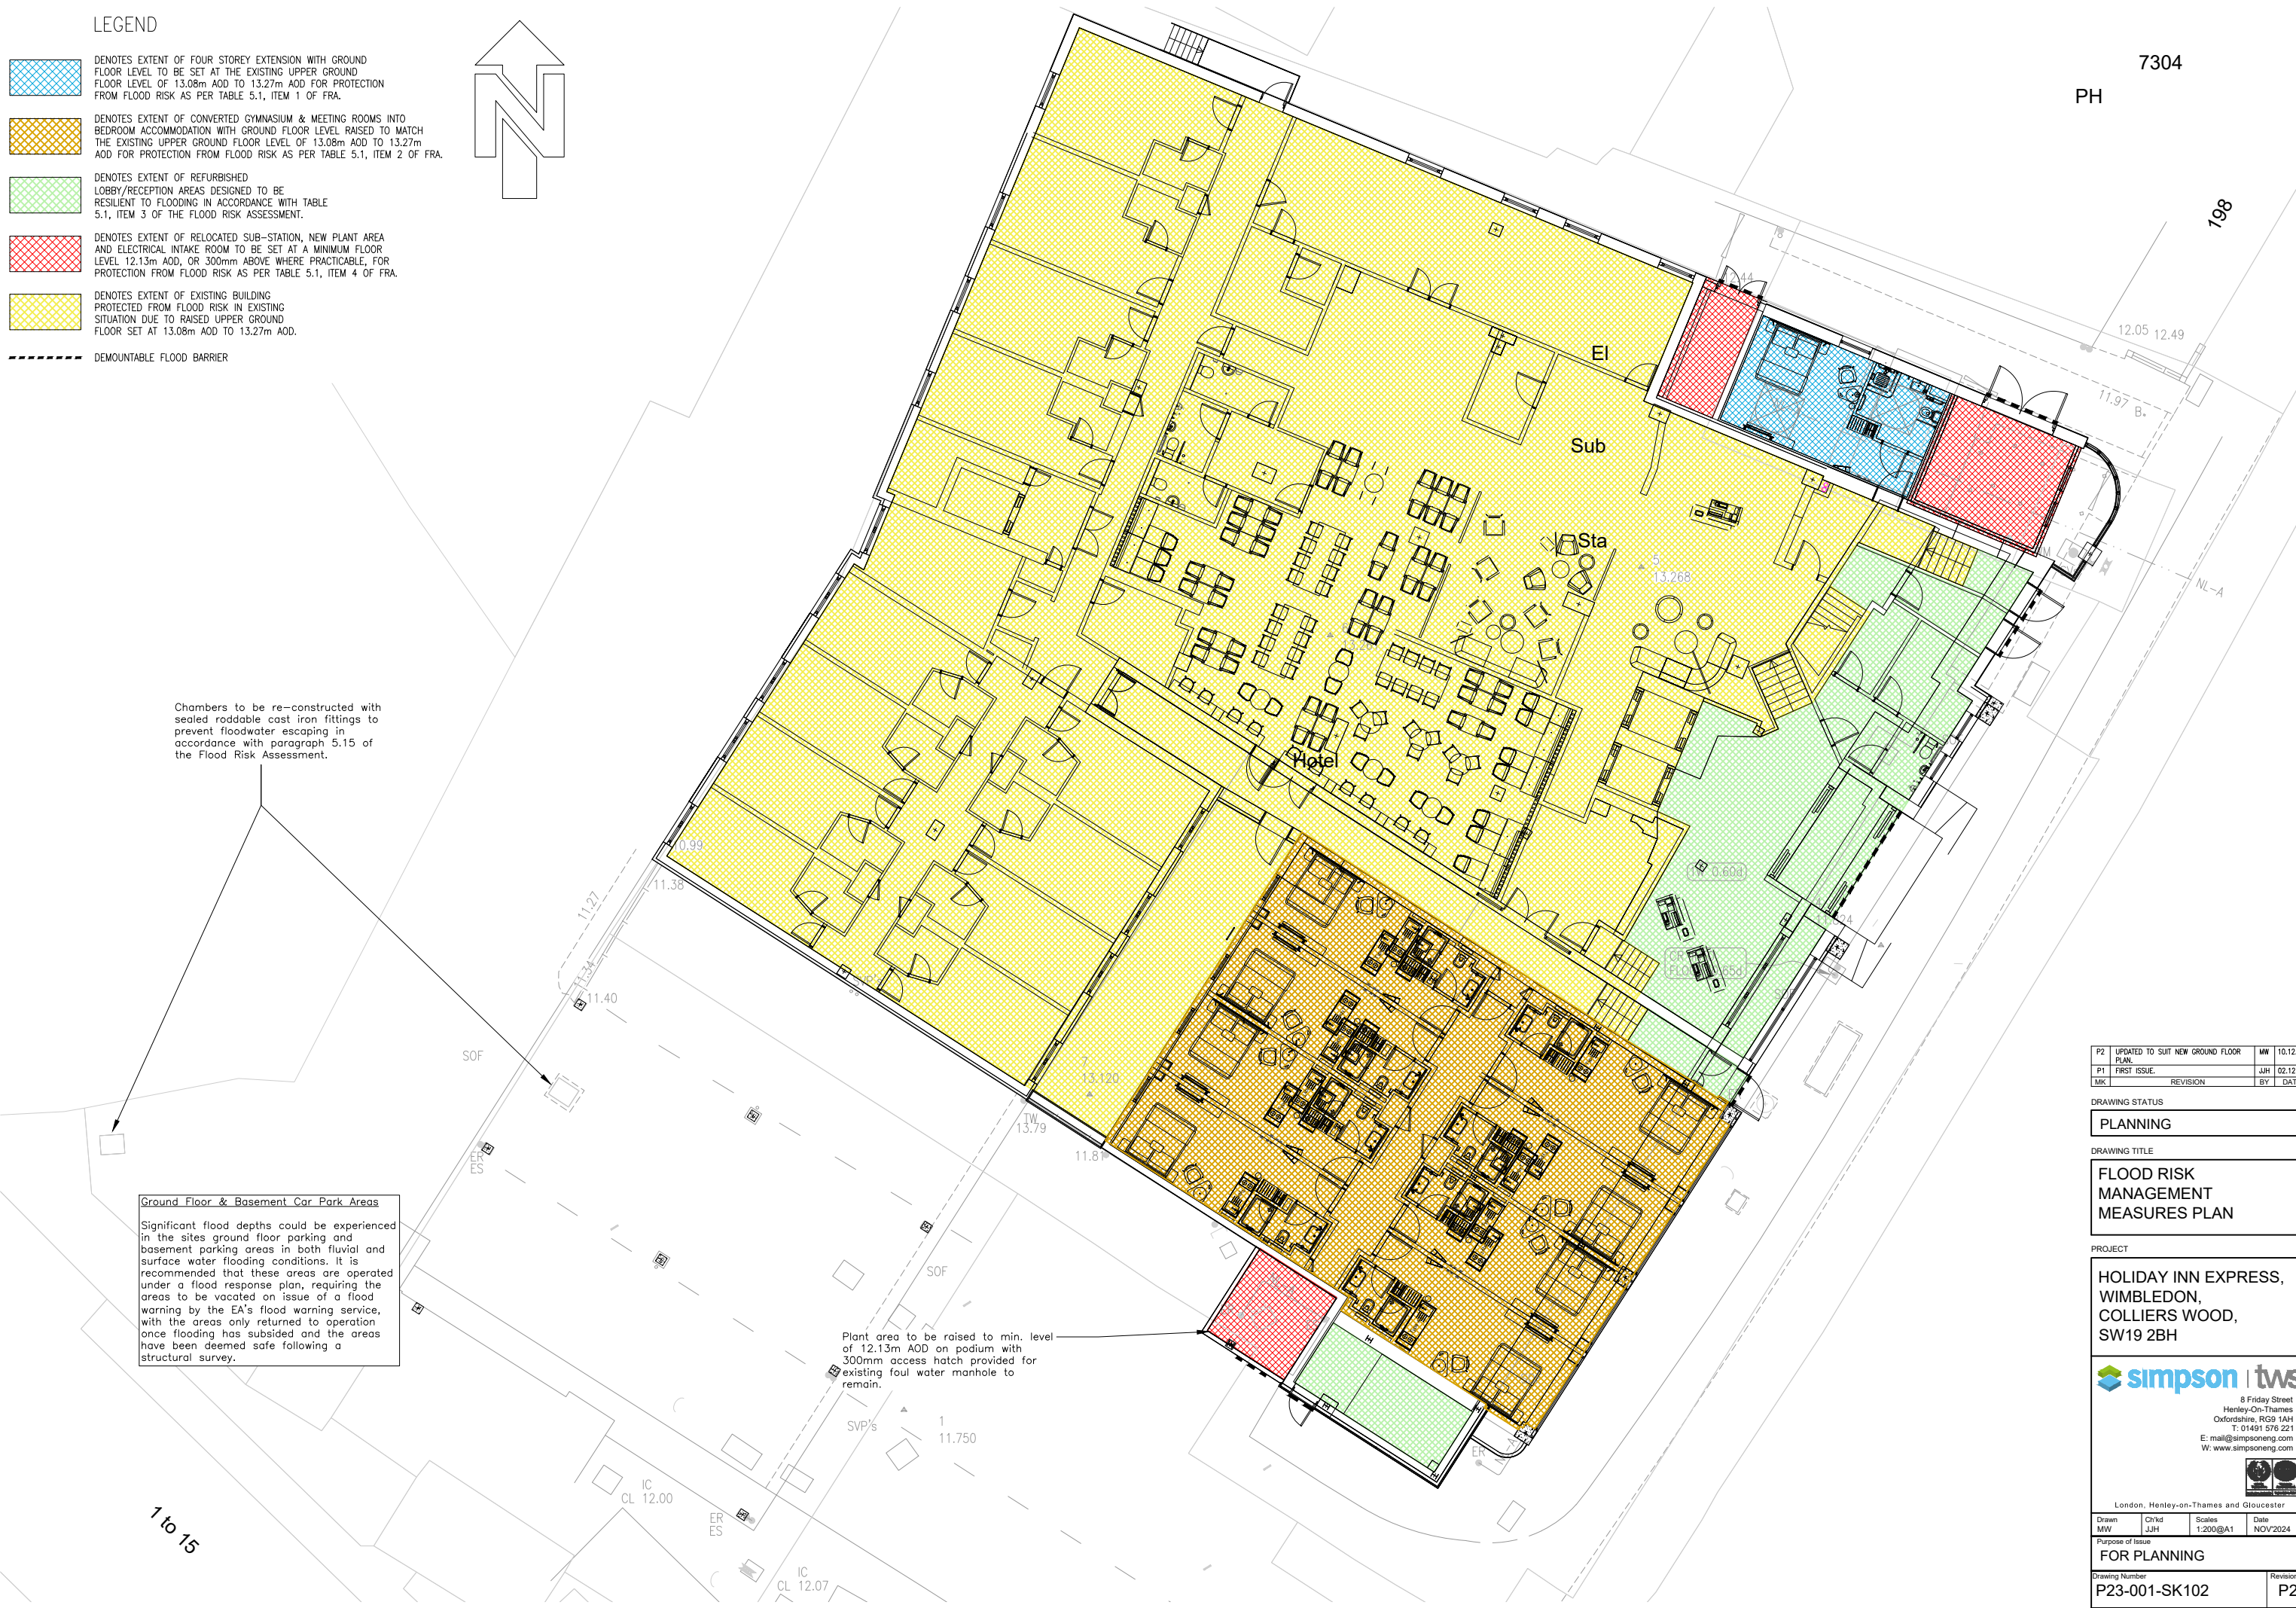 LEGEND
DENOTES EXTENT OF FOUR STOREY EXTENSION WITH GROUND
FLOOR LEVEL TO BE SET AT THE EXISTING UPPER GROUND
FLOOR LEVEL OF 13.08m AOD TO 13.27m AOD FOR PROTECTION
FROM FLOOD RISK AS PER TABLE 5.1, ITEM 1 OF FRA.
DENOTES EXTENT OF CONVERTED GYMNASIUM & MEETING ROOMS INTO
BEDROOM ACCOMMODATION WITH GROUND FLOOR LEVEL RAISED TO MATCH
THE EXISTING UPPER GROUND FLOOR LEVEL OF 13.08m AOD TO 13.27m
AOD FOR PROTECTION FROM FLOOD RISK AS PER TABLE 5.1, ITEM 2 OF FRA.
DENOTES EXTENT OF REFURBISHED
LOBBY/RECEPTION AREAS DESIGNED TO BE
RESILIENT TO FLOODING IN ACCORDANCE WITH TABLE
5.1, ITEM 3 OF THE FLOOD RISK ASSESSMENT.
DENOTES EXTENT OF RELOCATED SUB-STATION, NEW PLANT AREA
AND ELECTRICAL INTAKE ROOM TO BE SET AT A MINIMUM FLOOR
LEVEL 12.13m AOD, OR 300mm ABOVE WHERE PRACTICABLE, FOR
PROTECTION FROM FLOOD RISK AS PER TABLE 5.1, ITEM 4 OF FRA.
DENOTES EXTENT OF EXISTING BUILDING
PROTECTED FROM FLOOD RISK IN EXISTING
SITUATION DUE TO RAISED UPPER GROUND
FLOOR SET AT 13.08m AOD TO 13.27m AOD.
DEMOUNTABLE FLOOD BARRIER
N
7304
PH
198
12.05 12.49
11.97
B.
NL-A
El
Sub
Sta
5
13.268
Hotel
Chambers to be re-constructed with
sealed roddable cast iron fittings to
prevent floodwater escaping in
accordance with paragraph 5.15 of
the Flood Risk Assessment.
10.99
11.38
11.27
11.34
11.40
SOF
ER
ES
7
13.120
TW
13.79
11.81
IW 0.60d
SOF
Ground Floor & Basement Car Park Areas
Significant flood depths could be experienced
in the sites ground floor parking and
basement parking areas in both fluvial and
surface water flooding conditions. It is
recommended that these areas are operated
under a flood response plan, requiring the
areas to be vacated on issue of a flood
warning by the EA's flood warning service,
with the areas only returned to operation
once flooding has subsided and the areas
have been deemed safe following a
structural survey.
Plant area to be raised to min. level
of 12.13m AOD on podium with
300mm access hatch provided for
existing foul water manhole to
remain.
SVP's
1
11.750
ER
IC
CL 12.00
ER
ES
IC
CL 12.07
1 to 15
P2 UPDATED TO SUIT NEW GROUND FLOOR PLAN. MW 10.12.
P1 FIRST ISSUE. JJH 02.12
MK REVISION BY DAT
DRAWING STATUS
PLANNING
DRAWING TITLE
FLOOD RISK
MANAGEMENT
MEASURES PLAN
PROJECT
HOLIDAY INN EXPRESS,
WIMBLEDON,
COLLIERS WOOD,
SW19 2BH
simpson | tws
8 Friday Street
Henley-On-Thames
Oxfordshire, RG9 1AH
T: 01491 576 221
E: mail@simpsoneng.com
W: www.simpsoneng.com
London, Henley-on-Thames and Gloucester
Drawn Ch'kd Scales Date
MW JJH 1:200@A1 NOV'2024
Purpose of Issue
FOR PLANNING
Drawing Number Revision
P23-001-SK102 P2